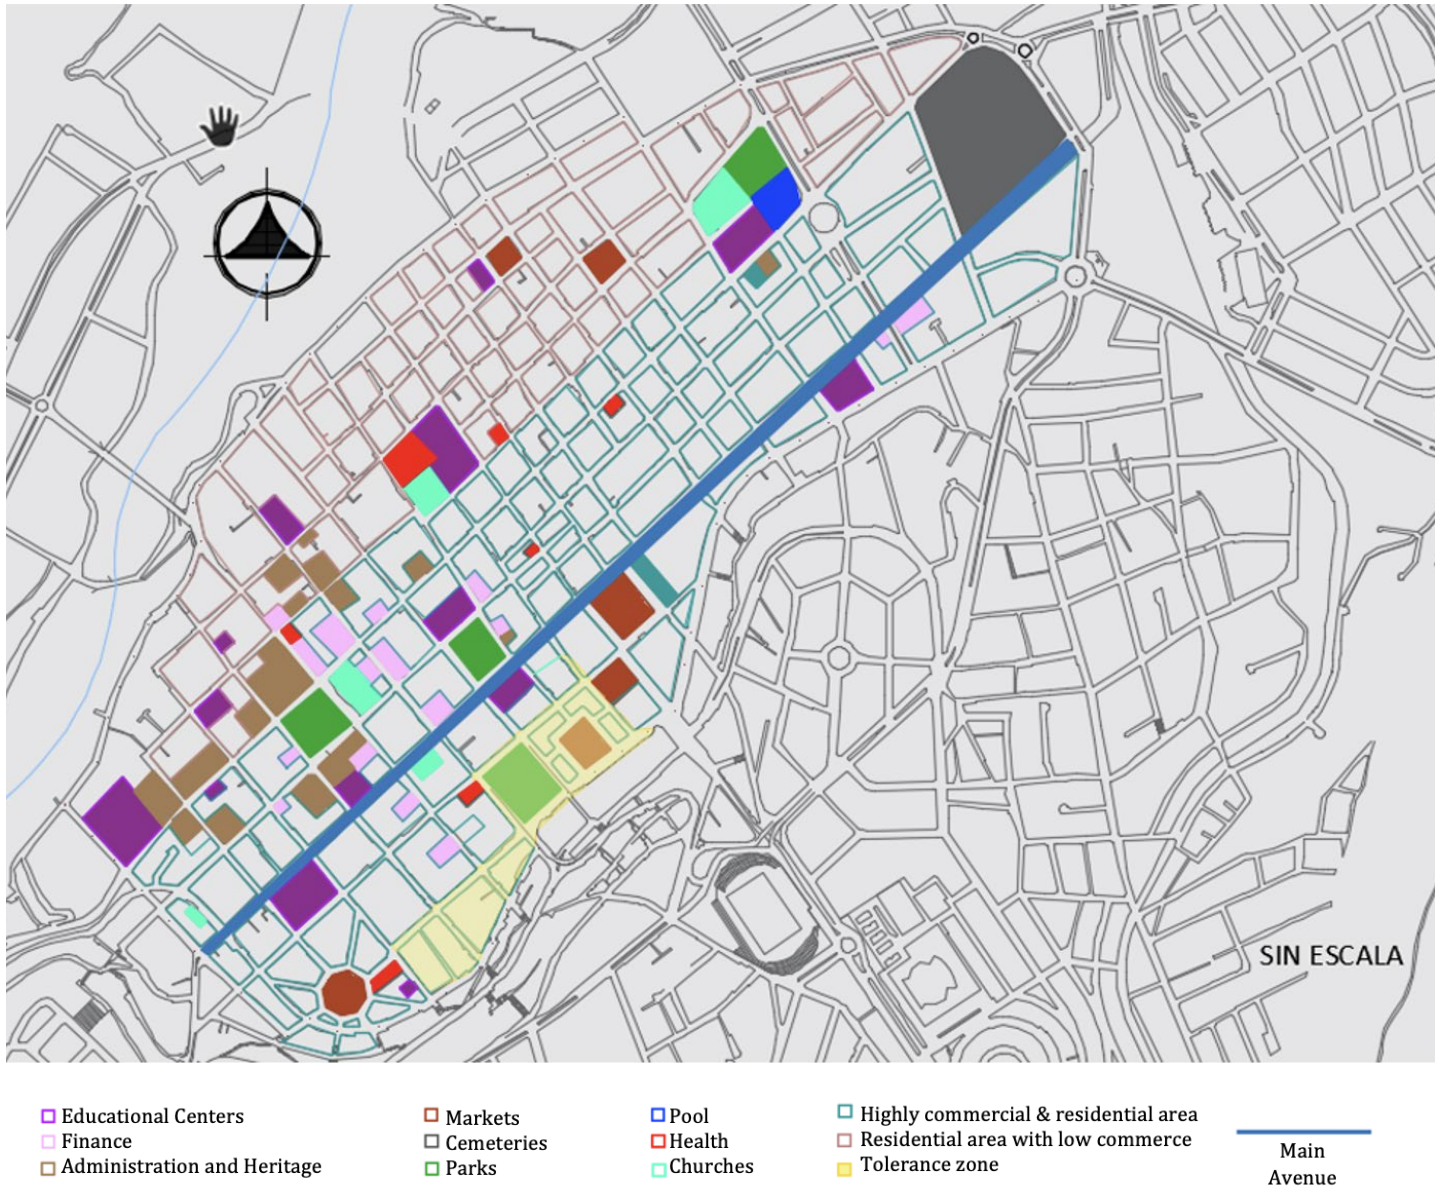 SIN ESCALA
Educational Centers
Finance
Administration and Heritage
Markets
Cemeteries
Parks
Pool
Health
Churches
Highly commercial & residential area
Residential area with low commerce
Tolerance zone
Main
Avenue